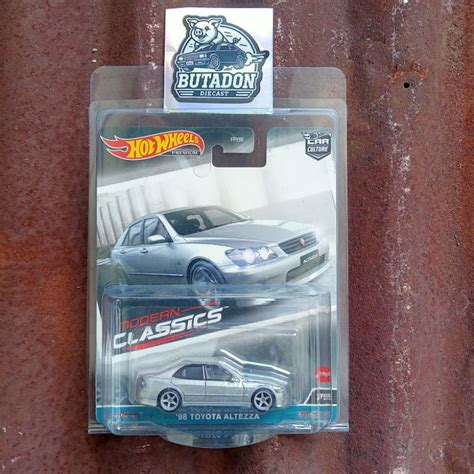 BUTADON
DIECAST
Hot Wheels
PREMIUM
CAR
CULTURE
MODERN
CLASSICS
'98 TOYOTA ALTEZZA